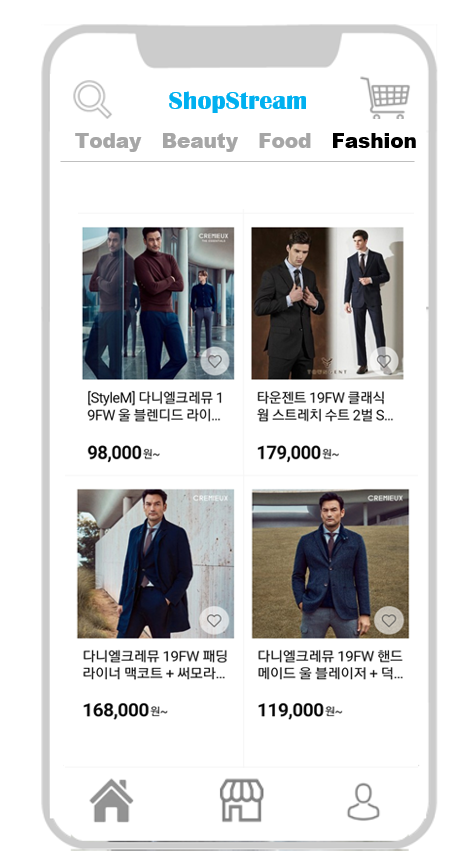 ShopStream
Today Beauty Food Fashion
CREMIEUX
[StyleM] 다니엘크레뮤 1
9FW 울 블렌디드 라이...
98,000원~
타운젠트 19FW 클래식
웜 스트레치 수트 2벌 S...
179,000원~
CREMIEUX
다니엘크레뮤 19FW 패딩
라이너 맥코트 + 써모라...
168,000원~
CREMIEUX
다니엘크레뮤 19FW 핸드
메이드 울 블레이저 + 덕...
119,000원~